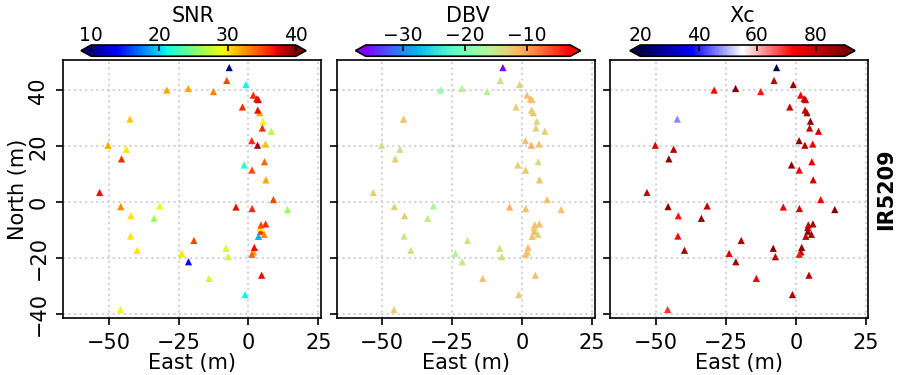 SNR DBV Xc
10 20 30 40 −30 −20 −10 20 40 60 80
40
20
0
−20
−40
North (m)
IR5209
−50 −25 0 25 −50 −25 0 25 −50 −25 0 25
East (m) East (m) East (m)